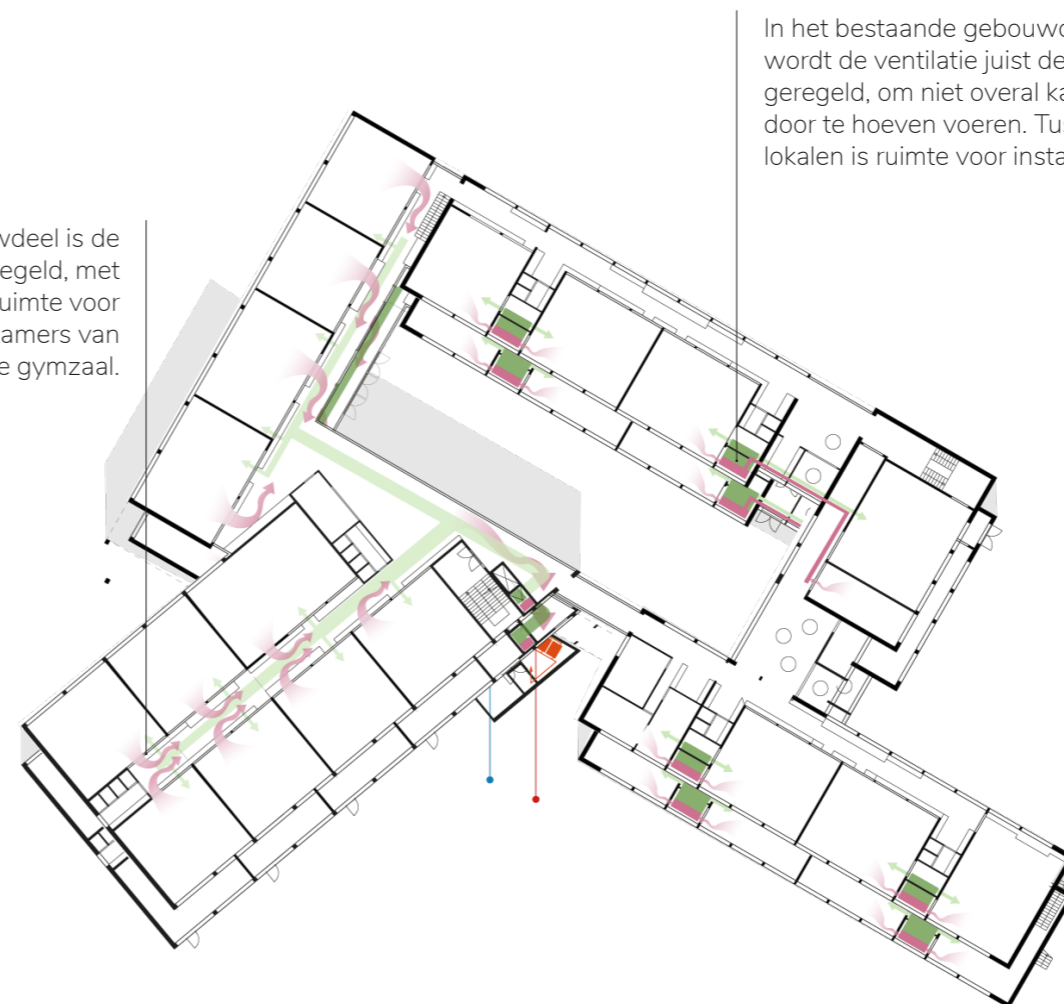 In het bestaande gebouwd
wordt de ventilatie juist de
geregeld, om niet overal ka
door te hoeven voeren. Tu
lokalen is ruimte voor insta
wdeel is de
egeld, met
uimte voor
amers van
e gymzaal.